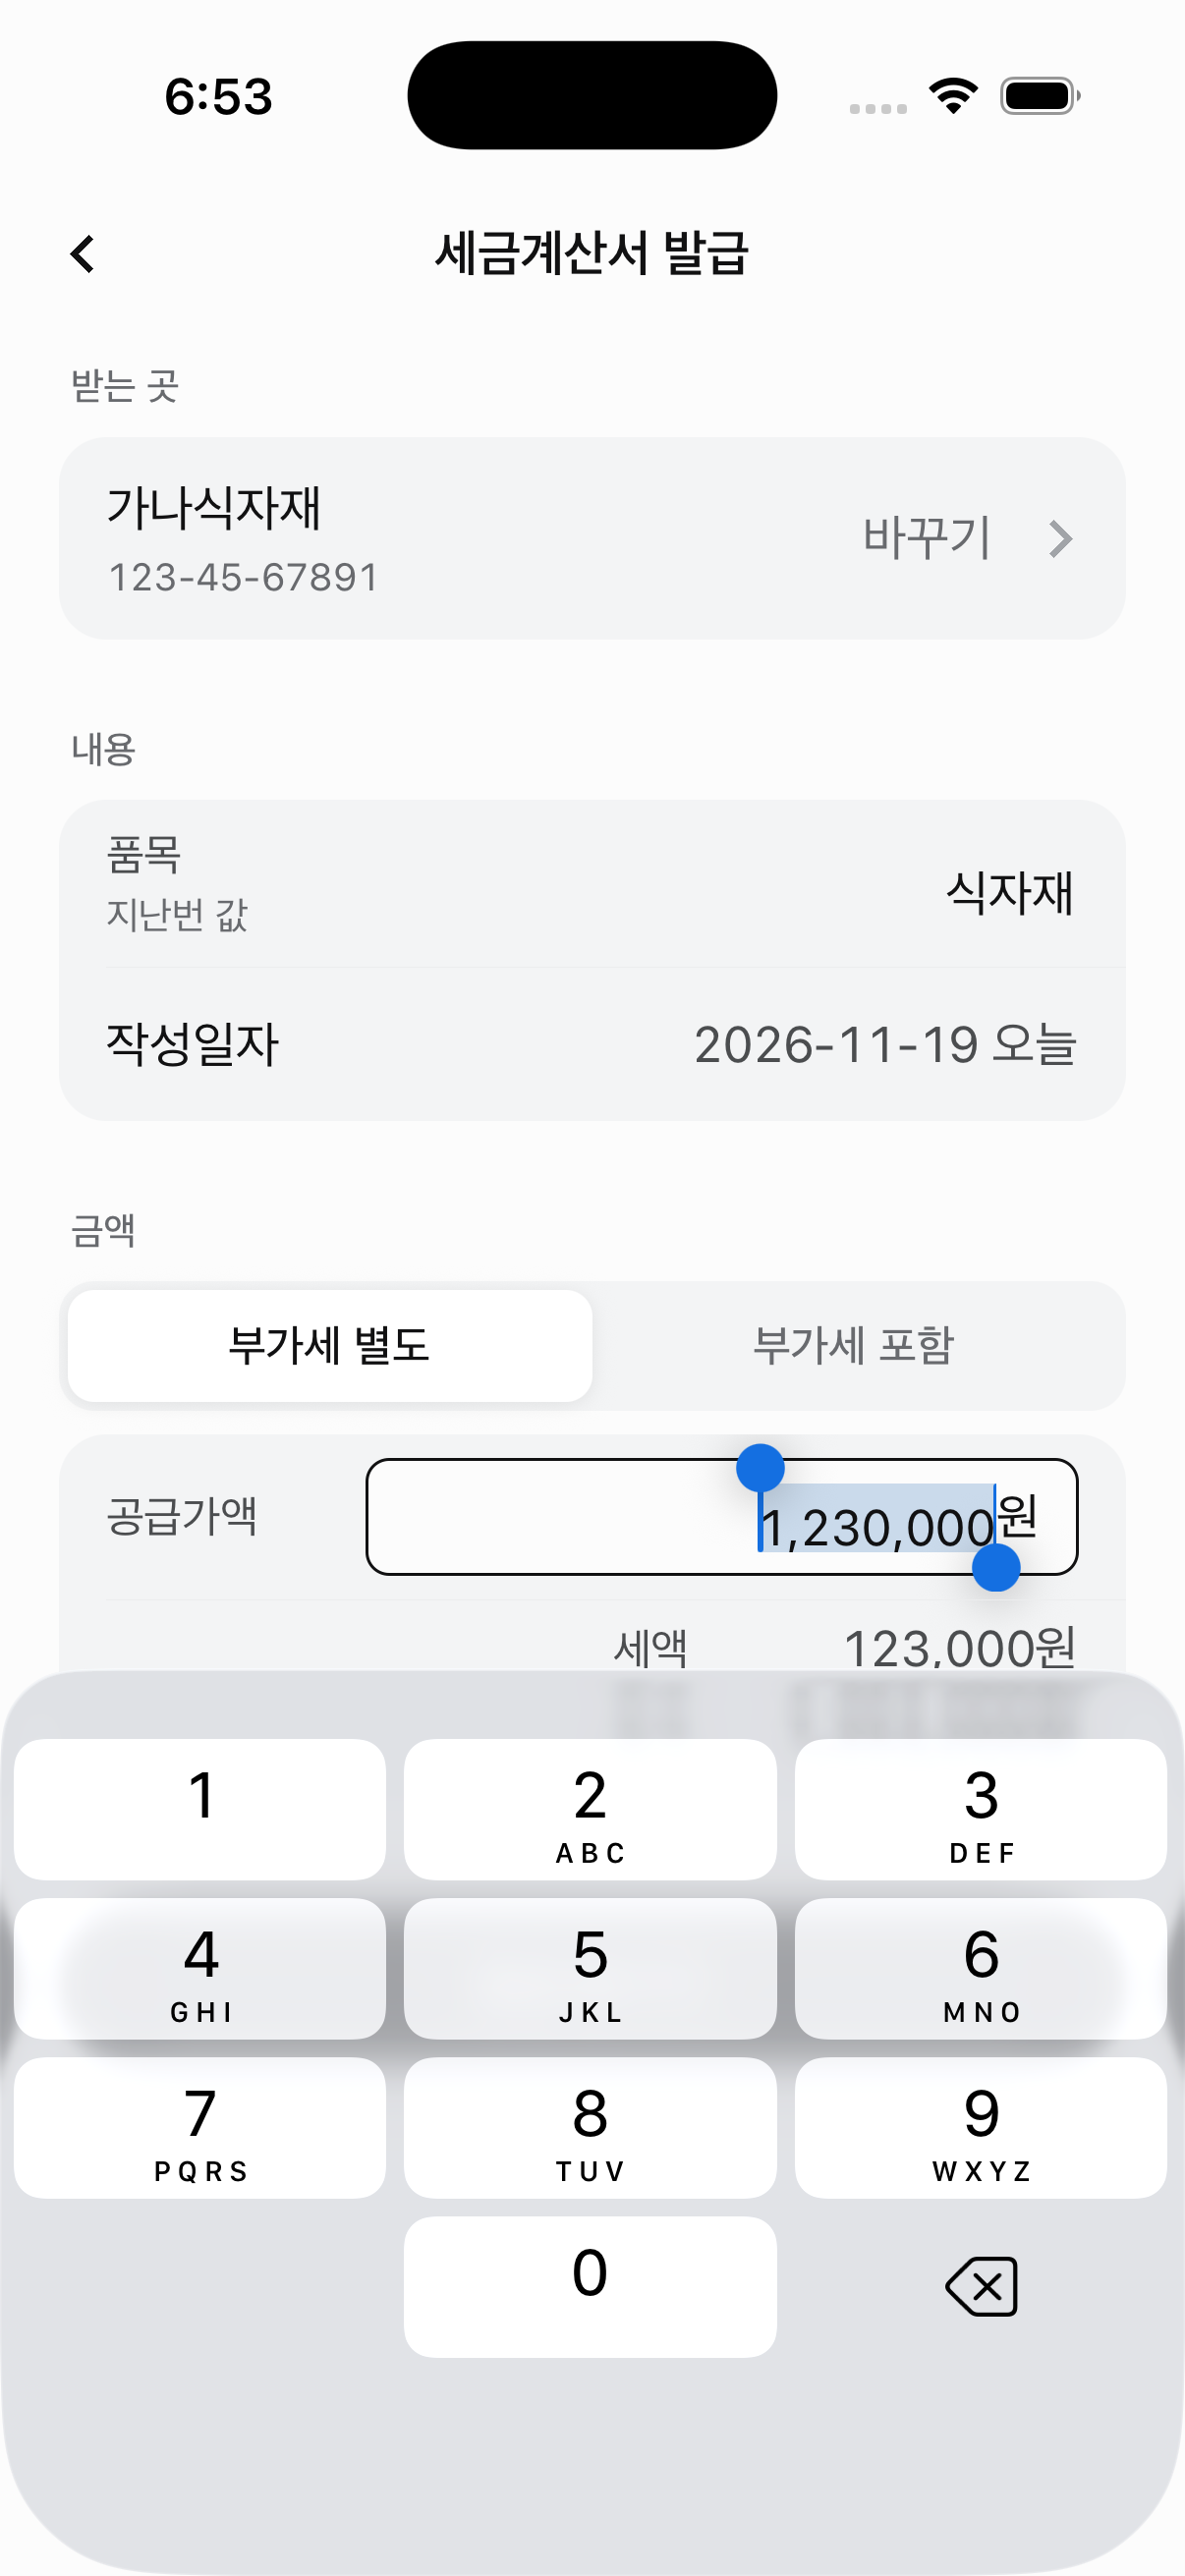 6:53
세금계산서 발급
받는 곳
가나식자재
123-45-67891
바꾸기
내용
품목
지난번 값
식자재
작성일자
2026-11-19 오늘
금액
부가세 별도
부가세 포함
공급가액
1,230,000원
세액
123,000원
1
2
ABC
3
DEF
4
GHI
5
JKL
6
MNO
7
PQRS
8
TUV
9
WXYZ
0